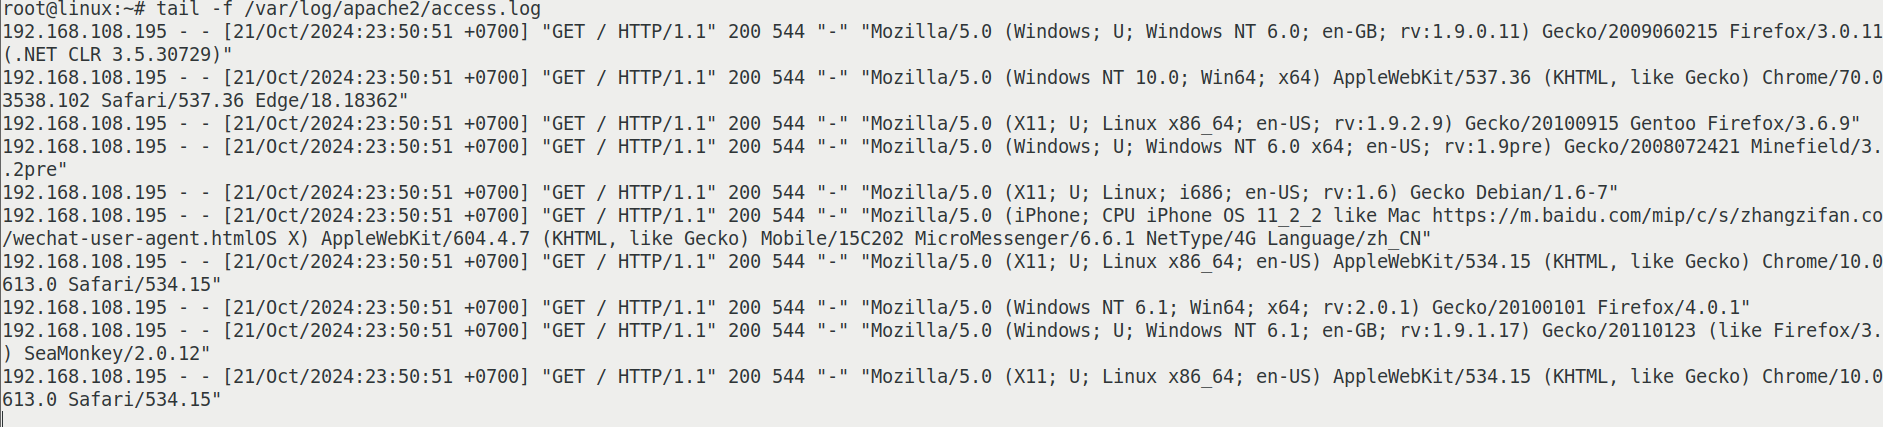 root@linux:~# tail -f /var/log/apache2/access.log
192.168.108.195 - - [21/Oct/2024:23:50:51 +0700] "GET / HTTP/1.1" 200 544 "-" "Mozilla/5.0 (Windows; U; Windows NT 6.0; en-GB; rv:1.9.0.11) Gecko/2009060215 Firefox/3.0.11
(.NET CLR 3.5.30729)"
192.168.108.195 - - [21/Oct/2024:23:50:51 +0700] "GET / HTTP/1.1" 200 544 "-" "Mozilla/5.0 (Windows NT 10.0; Win64; x64) AppleWebKit/537.36 (KHTML, like Gecko) Chrome/70.0
3538.102 Safari/537.36 Edge/18.18362"
192.168.108.195 - - [21/Oct/2024:23:50:51 +0700] "GET / HTTP/1.1" 200 544 "-" "Mozilla/5.0 (X11; U; Linux x86_64; en-US; rv:1.9.2.9) Gecko/20100915 Gentoo Firefox/3.6.9"
192.168.108.195 - - [21/Oct/2024:23:50:51 +0700] "GET / HTTP/1.1" 200 544 "-" "Mozilla/5.0 (Windows; U; Windows NT 6.0 x64; en-US; rv:1.9pre) Gecko/2008072421 Minefield/3.
.2pre"
192.168.108.195 - - [21/Oct/2024:23:50:51 +0700] "GET / HTTP/1.1" 200 544 "-" "Mozilla/5.0 (X11; U; Linux; i686; en-US; rv:1.6) Gecko Debian/1.6-7"
192.168.108.195 - - [21/Oct/2024:23:50:51 +0700] "GET / HTTP/1.1" 200 544 "-" "Mozilla/5.0 (iPhone; CPU iPhone OS 11_2_2 like Mac https://m.baidu.com/mip/c/s/zhangzifan.co
/wechat-user-agent.htmlOS X) AppleWebKit/604.4.7 (KHTML, like Gecko) Mobile/15C202 MicroMessenger/6.6.1 NetType/4G Language/zh_CN"
192.168.108.195 - - [21/Oct/2024:23:50:51 +0700] "GET / HTTP/1.1" 200 544 "-" "Mozilla/5.0 (X11; U; Linux x86_64; en-US) AppleWebKit/534.15 (KHTML, like Gecko) Chrome/10.0
613.0 Safari/534.15"
192.168.108.195 - - [21/Oct/2024:23:50:51 +0700] "GET / HTTP/1.1" 200 544 "-" "Mozilla/5.0 (Windows NT 6.1; Win64; x64; rv:2.0.1) Gecko/20100101 Firefox/4.0.1"
192.168.108.195 - - [21/Oct/2024:23:50:51 +0700] "GET / HTTP/1.1" 200 544 "-" "Mozilla/5.0 (Windows; U; Windows NT 6.1; en-GB; rv:1.9.1.17) Gecko/20110123 (like Firefox/3.
) SeaMonkey/2.0.12"
192.168.108.195 - - [21/Oct/2024:23:50:51 +0700] "GET / HTTP/1.1" 200 544 "-" "Mozilla/5.0 (X11; U; Linux x86_64; en-US) AppleWebKit/534.15 (KHTML, like Gecko) Chrome/10.0
613.0 Safari/534.15"